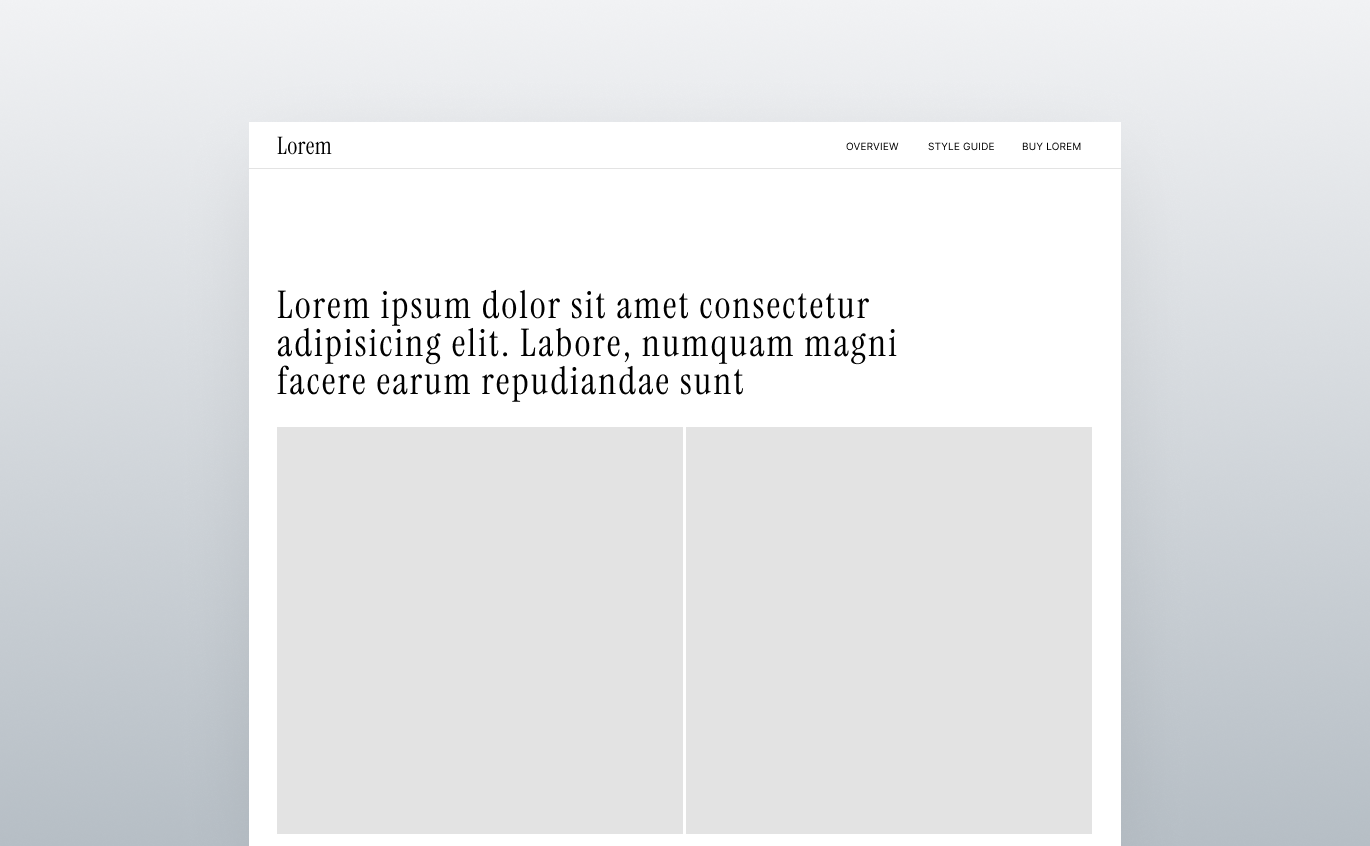 Lorem
OVERVIEW STYLE GUIDE BUY LOREM
Lorem ipsum dolor sit amet consectetur
adipisicing elit. Labore, numquam magni
facere earum repudiandae sunt